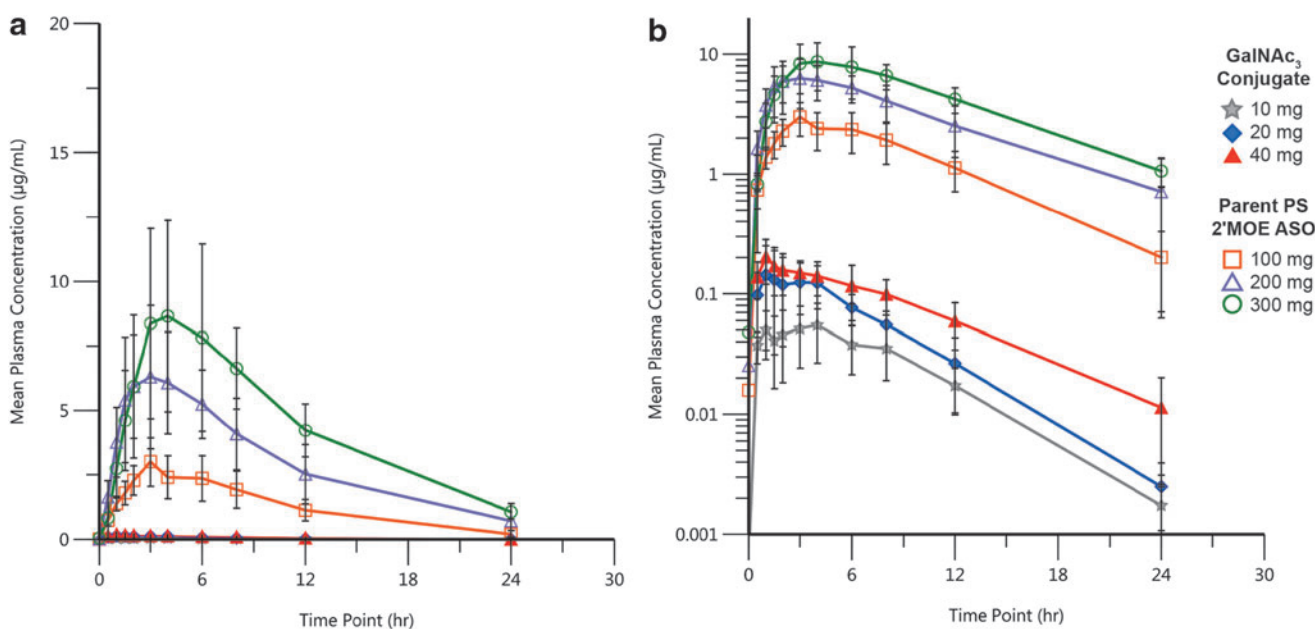 a
Mean Plasma Concentration (µg/mL)
20
15
10
5
0
0 6 12 18 24 30
Time Point (hr)
b
Mean Plasma Concentration (µg/mL)
10
1
0.1
0.01
0.001
0 6 12 18 24 30
Time Point (hr)
GalNAc₃
Conjugate
10 mg
20 mg
40 mg
Parent PS
2'MOE ASO
100 mg
200 mg
300 mg